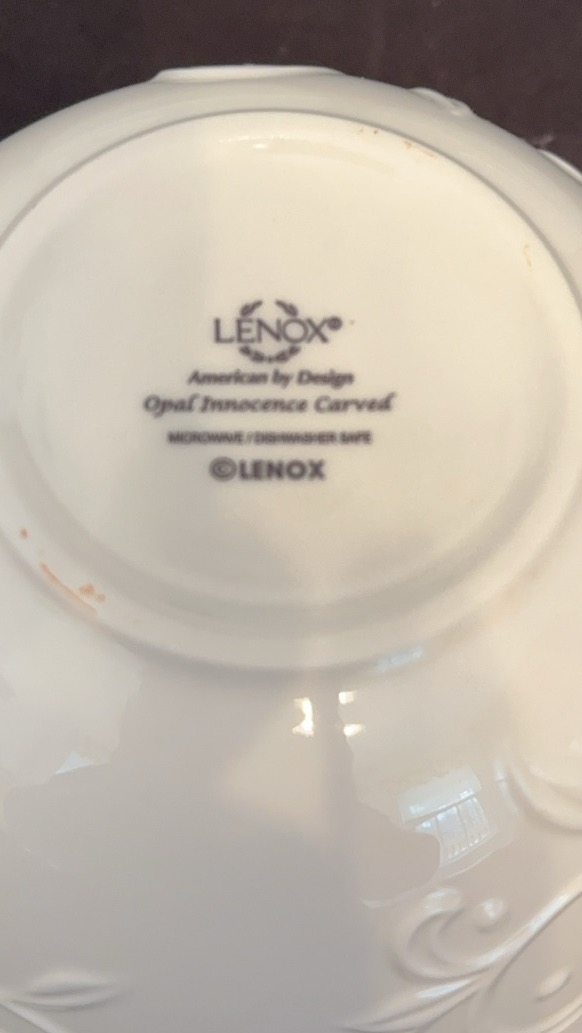 LENOX®
American by Design
Opal Innocence Carved
MICROWAVE / DISHWASHER SAFE
©LENOX